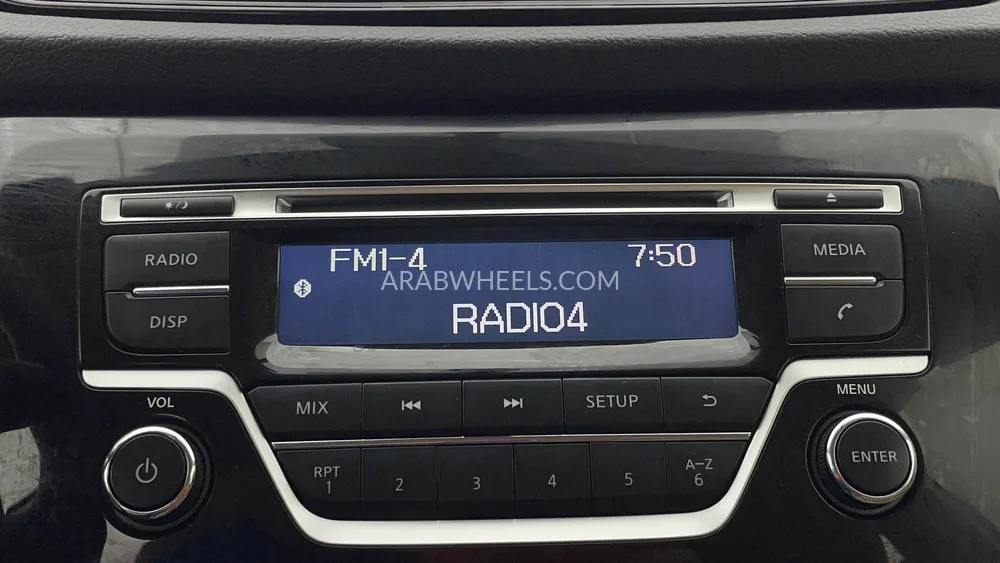 FM1-4 7:50
ARABWHEELS.COM
RADIO4
RADIO
DISP
MEDIA
VOL
MENU
MIX
SETUP
ENTER
RPT
1
2
3
4
5
A-Z
6